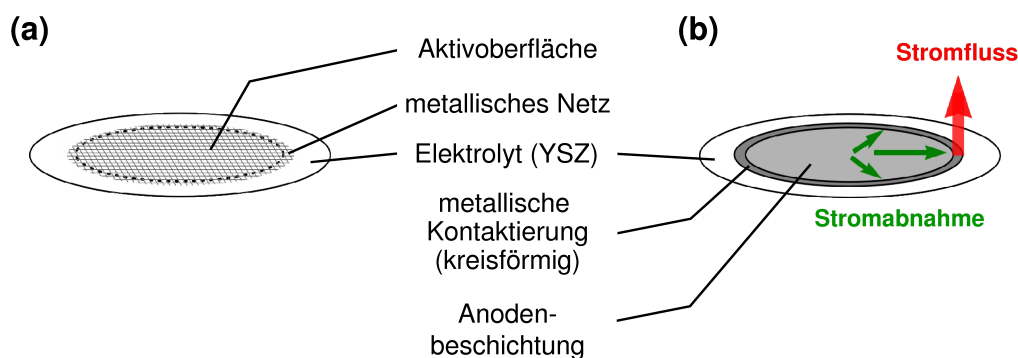 (a)
Aktivoberfläche
metallisches Netz
Elektrolyt (YSZ)
metallische
Kontaktierung
(kreisförmig)
Anoden-
beschichtung
(b)
Stromfluss
Stromabnahme